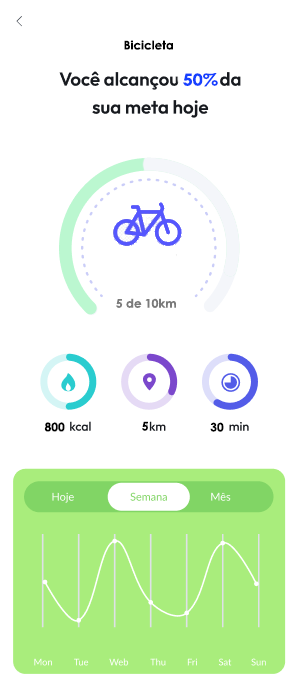 Bicicleta
Você alcançou 50% da
sua meta hoje
5 de 10km
800 kcal
5km
30 min
Hoje
Semana
Mês
Mon Tue Web Thu Fri Sat Sun